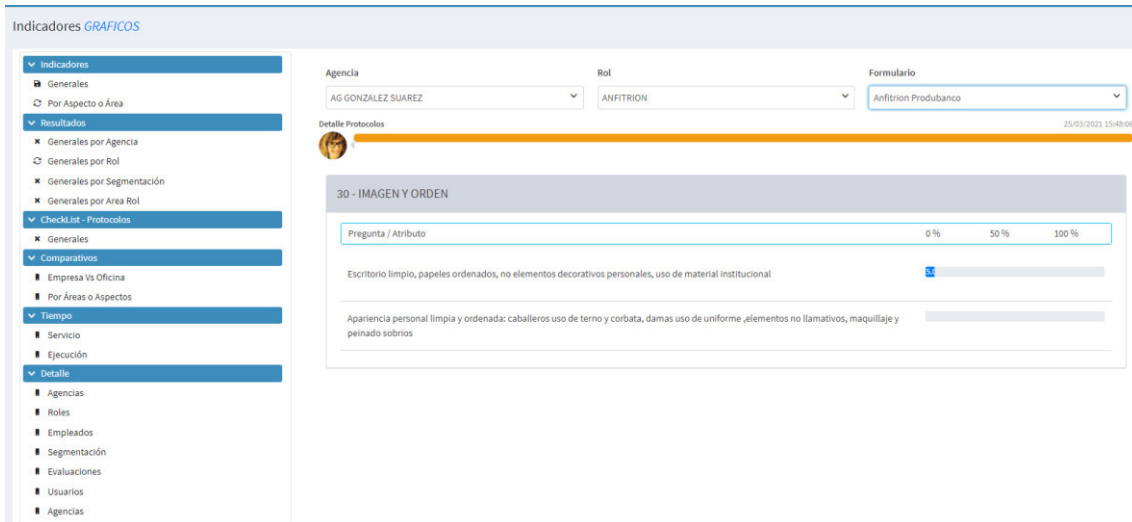 Indicadores GRAFICOS
Indicadores
Generales
Por Aspecto o Área
Resultados
Generales por Agencia
Generales por Rol
Generales por Segmentación
Generales por Area Rol
CheckList - Protocolos
Generales
Comparativos
Empresa Vs Oficina
Por Áreas o Aspectos
Tiempo
Servicio
Ejecución
Detalle
Agencias
Roles
Empleados
Segmentación
Evaluaciones
Usuarios
Agencias
Agencia Rol Formulario
AG GONZALEZ SUAREZ ANFITRION Anfitrion Produbanco
Detalle Protocolos 25/03/2021 15:48:06
30 - IMAGEN Y ORDEN
Pregunta / Atributo 0 % 50 % 100 %
Escritorio limpio, papeles ordenados, no elementos decorativos personales, uso de material institucional
Apariencia personal limpia y ordenada: caballeros uso de terno y corbata, damas uso de uniforme ,elementos no llamativos, maquillaje y
peinado sobrios